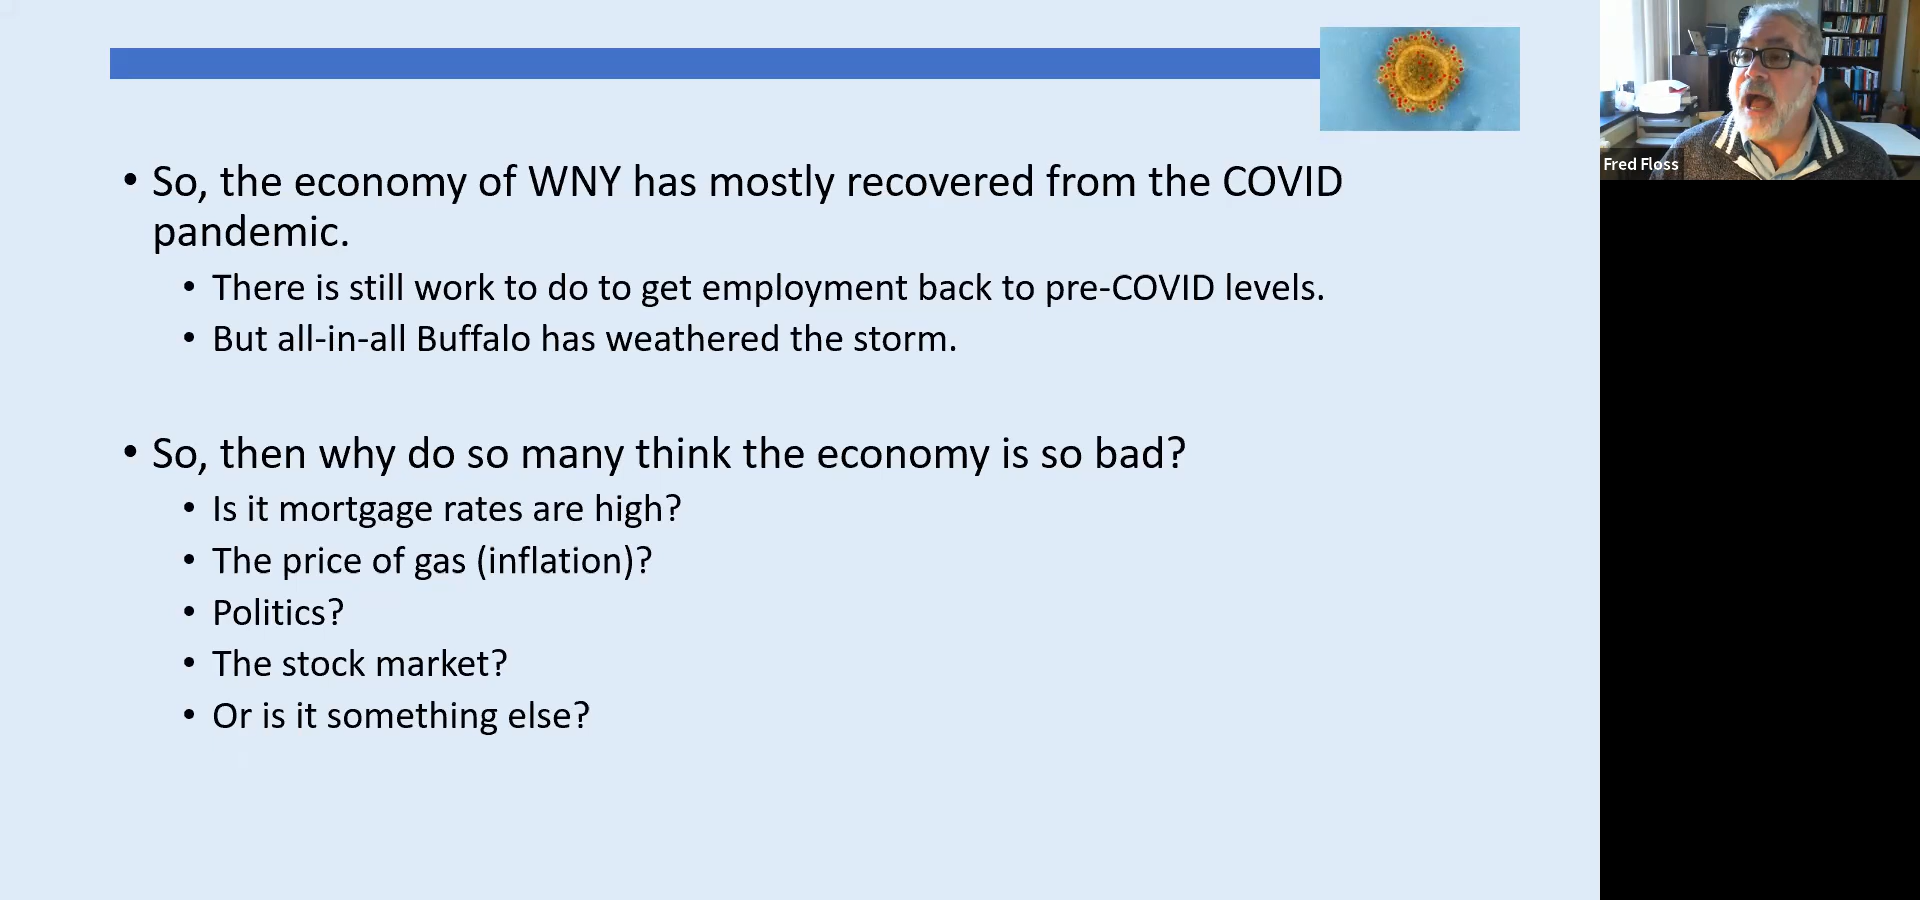 • So, the economy of WNY has mostly recovered from the COVID
pandemic.
• There is still work to do to get employment back to pre-COVID levels.
• But all-in-all Buffalo has weathered the storm.
• So, then why do so many think the economy is so bad?
• Is it mortgage rates are high?
• The price of gas (inflation)?
• Politics?
• The stock market?
• Or is it something else?
Fred Floss